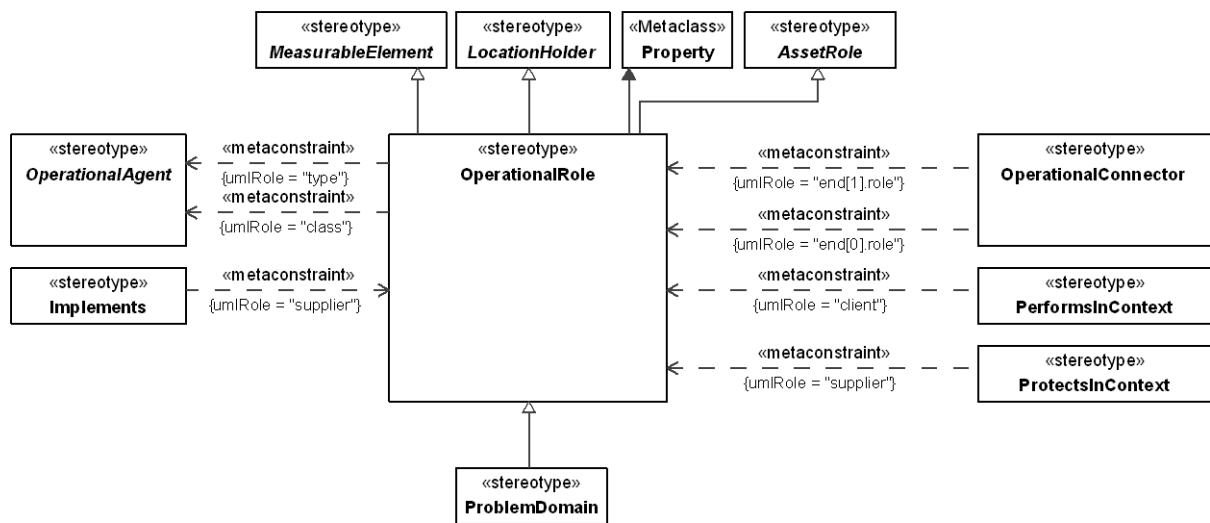 «stereotype»
MeasurableElement
«stereotype»
LocationHolder
«Metaclass»
Property
«stereotype»
AssetRole
«stereotype»
OperationalAgent
«metaconstraint»
{umlRole = "type"}
«metaconstraint»
{umlRole = "class"}
«stereotype»
OperationalRole
«metaconstraint»
{umlRole = "end[1].role"}
«metaconstraint»
{umlRole = "end[0].role"}
«stereotype»
OperationalConnector
«stereotype»
Implements
«metaconstraint»
{umlRole = "supplier"}
«metaconstraint»
{umlRole = "client"}
«stereotype»
PerformsInContext
«metaconstraint»
{umlRole = "supplier"}
«stereotype»
ProtectsInContext
«stereotype»
ProblemDomain